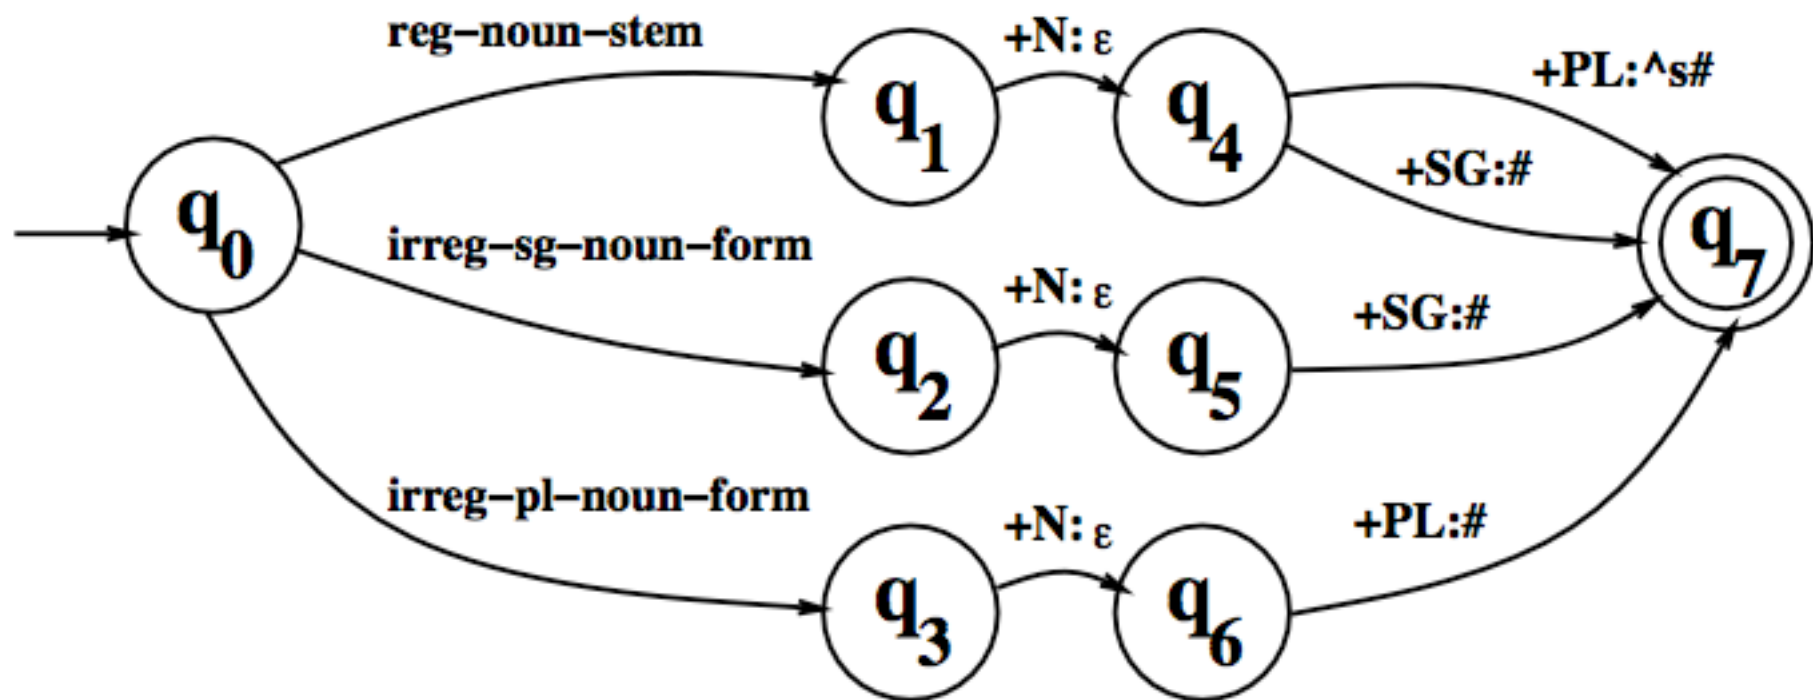 reg–noun–stem
+N: ε
+PL:^s#
q1
q4
+SG:#
q0
q7
irreg–sg–noun–form
+N: ε
+SG:#
q2
q5
irreg–pl–noun–form
+N: ε
+PL:#
q3
q6